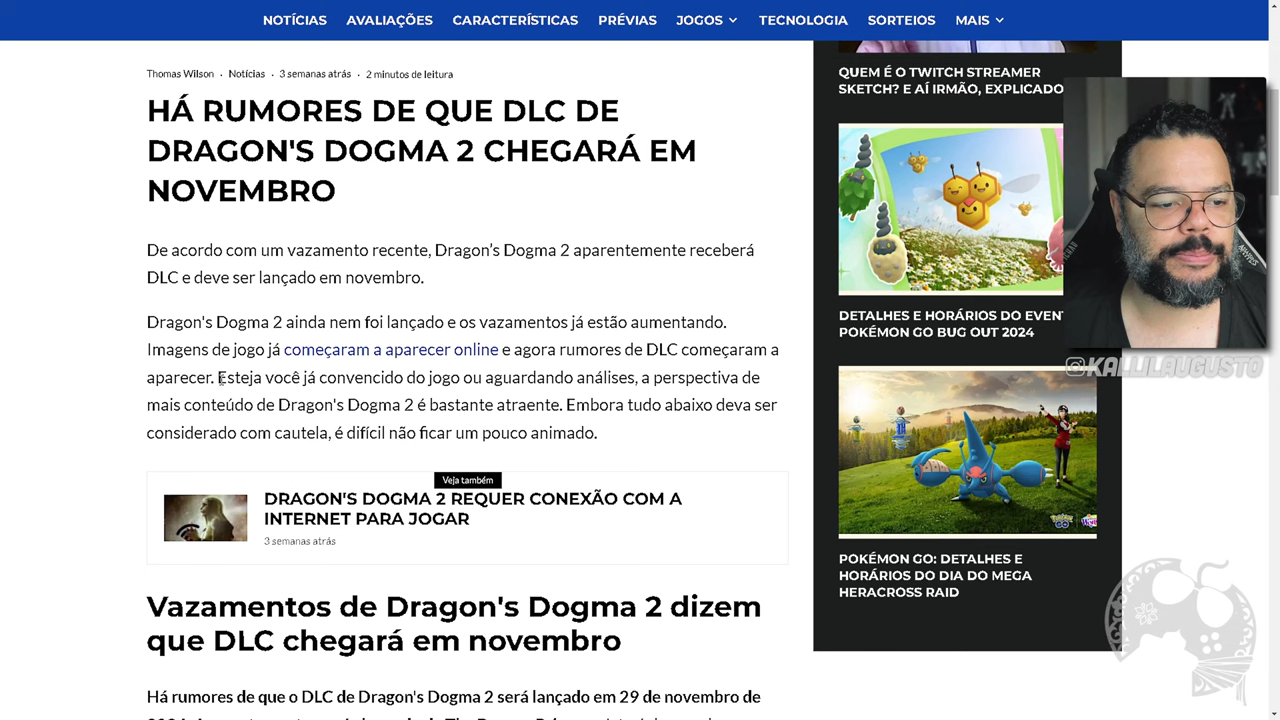 NOTÍCIAS AVALIAÇÕES CARACTERÍSTICAS PRÉVIAS JOGOS TECNOLOGIA SORTEIOS MAIS
Thomas Wilson · Notícias · 3 semanas atrás · 2 minutos de leitura
HÁ RUMORES DE QUE DLC DE
DRAGON'S DOGMA 2 CHEGARÁ EM
NOVEMBRO
De acordo com um vazamento recente, Dragon's Dogma 2 aparentemente receberá
DLC e deve ser lançado em novembro.
Dragon's Dogma 2 ainda nem foi lançado e os vazamentos já estão aumentando.
Imagens de jogo já começaram a aparecer online e agora rumores de DLC começaram a
aparecer. Esteja você já convencido do jogo ou aguardando análises, a perspectiva de
mais conteúdo de Dragon's Dogma 2 é bastante atraente. Embora tudo abaixo deva ser
considerado com cautela, é difícil não ficar um pouco animado.
Veja também
DRAGON'S DOGMA 2 REQUER CONEXÃO COM A
INTERNET PARA JOGAR
3 semanas atrás
Vazamentos de Dragon's Dogma 2 dizem
que DLC chegará em novembro
Há rumores de que o DLC de Dragon's Dogma 2 será lançado em 29 de novembro de
QUEM É O TWITCH STREAMER
SKETCH? E AÍ IRMÃO, EXPLICADO
DETALHES E HORÁRIOS DO EVEN
POKÉMON GO BUG OUT 2024
POKÉMON GO: DETALHES E
HORÁRIOS DO DIA DO MEGA
HERACROSS RAID
KALLILAUGUSTO